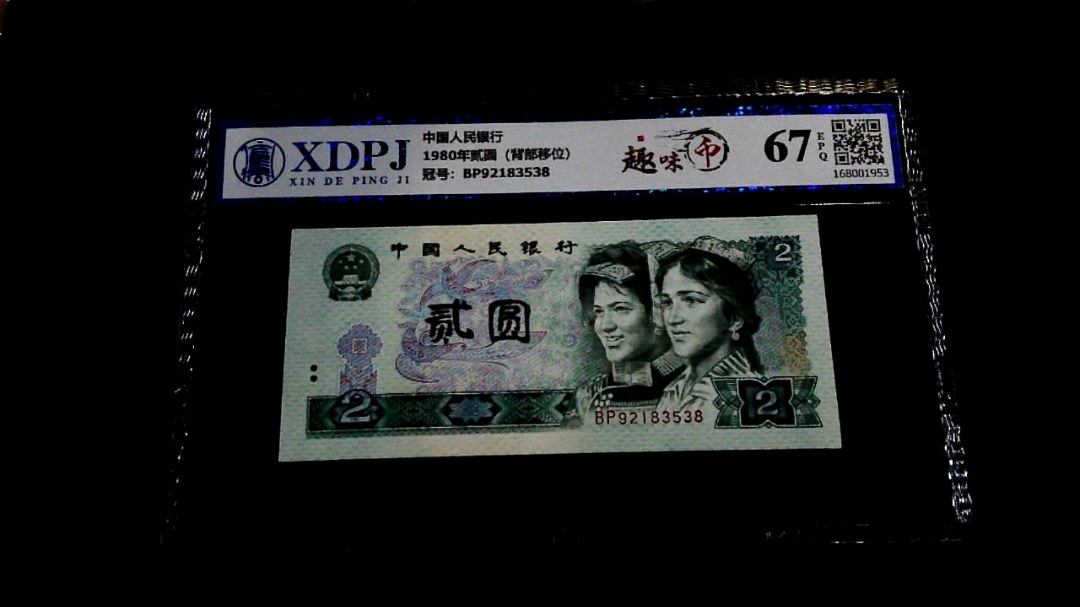 XDPJ
XIN DE PING JI
中国人民银行
1980年贰圆（背部移位）
冠号：BP92183538
趣味币
67
EPQ
168001953
中国人民银行
2
贰圆
2
BP92183538
2